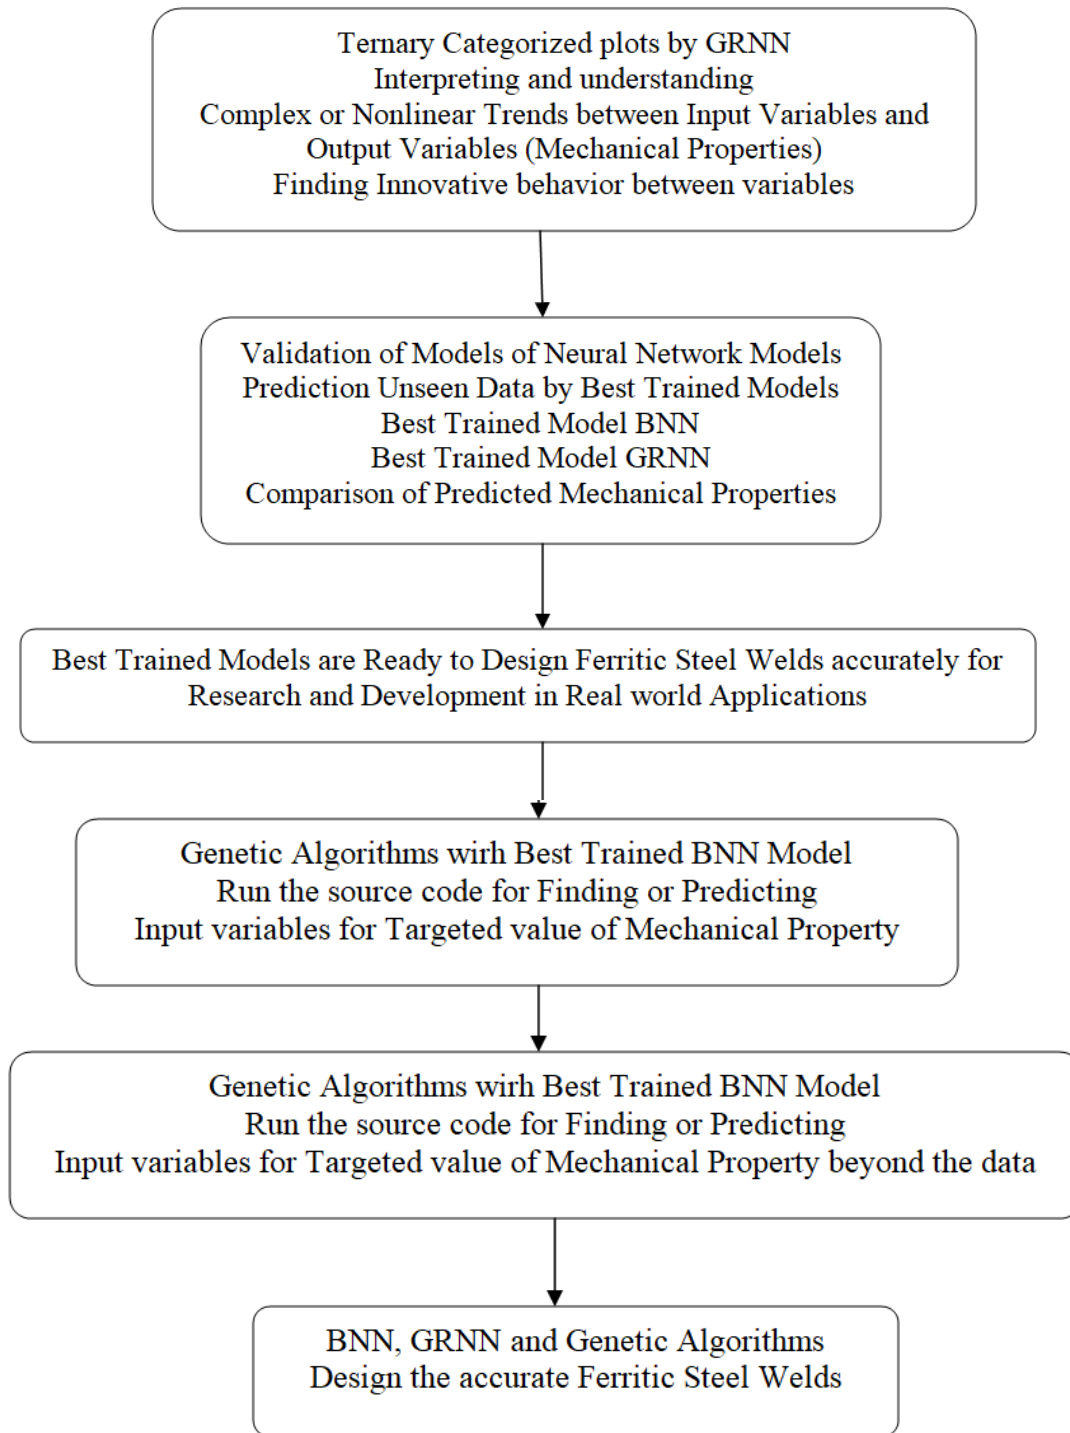 Ternary Categorized plots by GRNN
Interpreting and understanding
Complex or Nonlinear Trends between Input Variables and
Output Variables (Mechanical Properties)
Finding Innovative behavior between variables
Validation of Models of Neural Network Models
Prediction Unseen Data by Best Trained Models
Best Trained Model BNN
Best Trained Model GRNN
Comparison of Predicted Mechanical Properties
Best Trained Models are Ready to Design Ferritic Steel Welds accurately for
Research and Development in Real world Applications
Genetic Algorithms wirh Best Trained BNN Model
Run the source code for Finding or Predicting
Input variables for Targeted value of Mechanical Property
Genetic Algorithms wirh Best Trained BNN Model
Run the source code for Finding or Predicting
Input variables for Targeted value of Mechanical Property beyond the data
BNN, GRNN and Genetic Algorithms
Design the accurate Ferritic Steel Welds